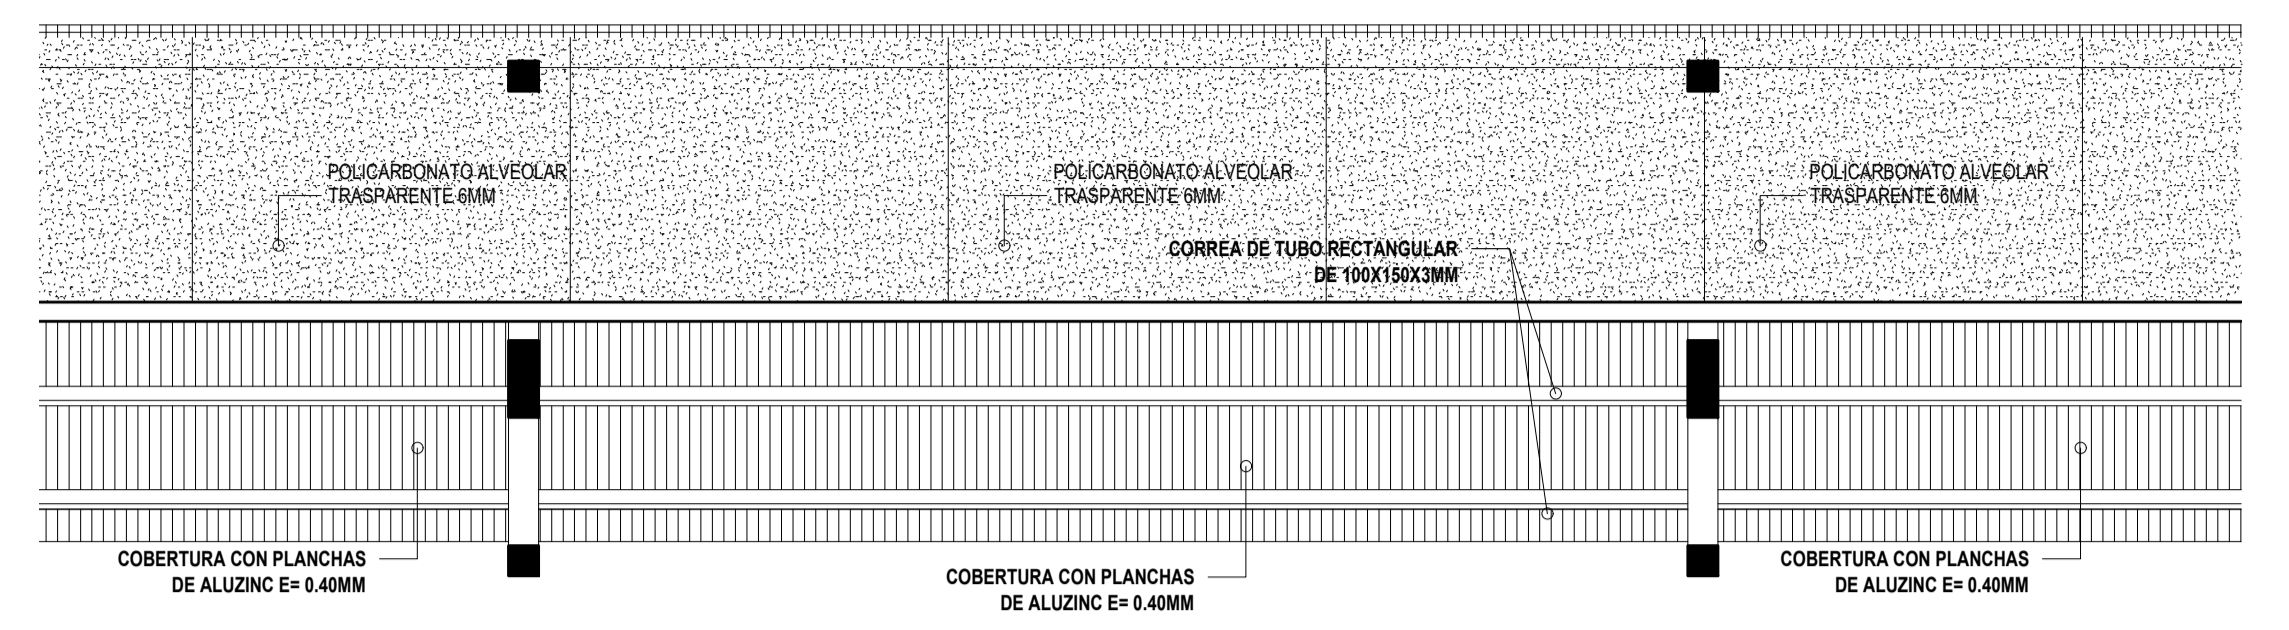 POLICARBONATO ALVEOLAR
TRASPARENTE 6MM
POLICARBONATO ALVEOLAR
TRASPARENTE 6MM
POLICARBONATO ALVEOLAR
TRASPARENTE 6MM
CORREA DE TUBO RECTANGULAR
DE 100X150X3MM
COBERTURA CON PLANCHAS
DE ALUZINC E= 0.40MM
COBERTURA CON PLANCHAS
DE ALUZINC E= 0.40MM
COBERTURA CON PLANCHAS
DE ALUZINC E= 0.40MM